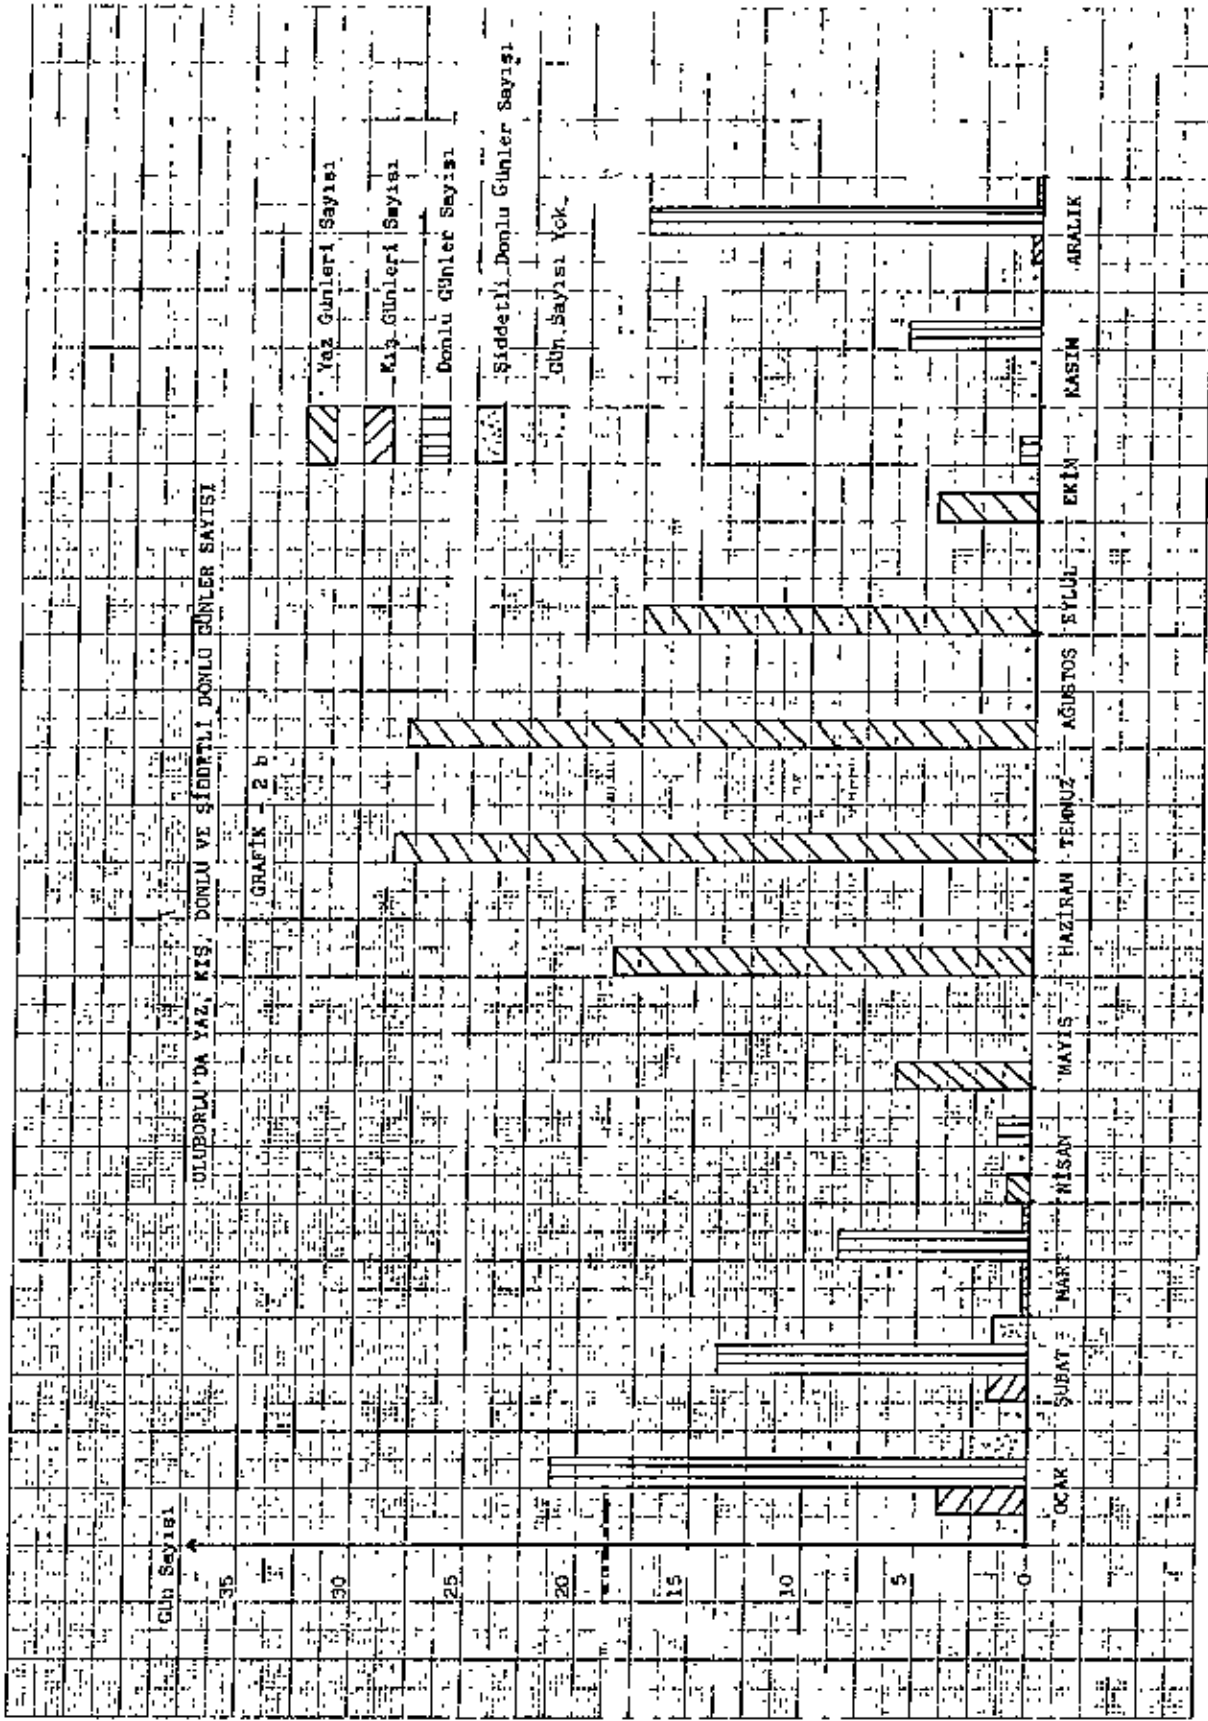 ULUBORLU'DA YAZ, KIŞ, DONLU VE ŞİDDETLİ DONLU GÜNLER SAYISI
GRAFİK - 2 b
Gün Sayısı
35
30
25
20
15
10
5
0
Yaz Günleri Sayısı
Kış Günleri Sayısı
Donlu Günler Sayısı
Şiddetli Donlu Günler Sayısı
Gün Sayısı Yok.
OCAK ŞUBAT MART NİSAN MAYIS HAZİRAN TEMMUZ AĞUSTOS EYLÜL EKİM KASIM ARALIK